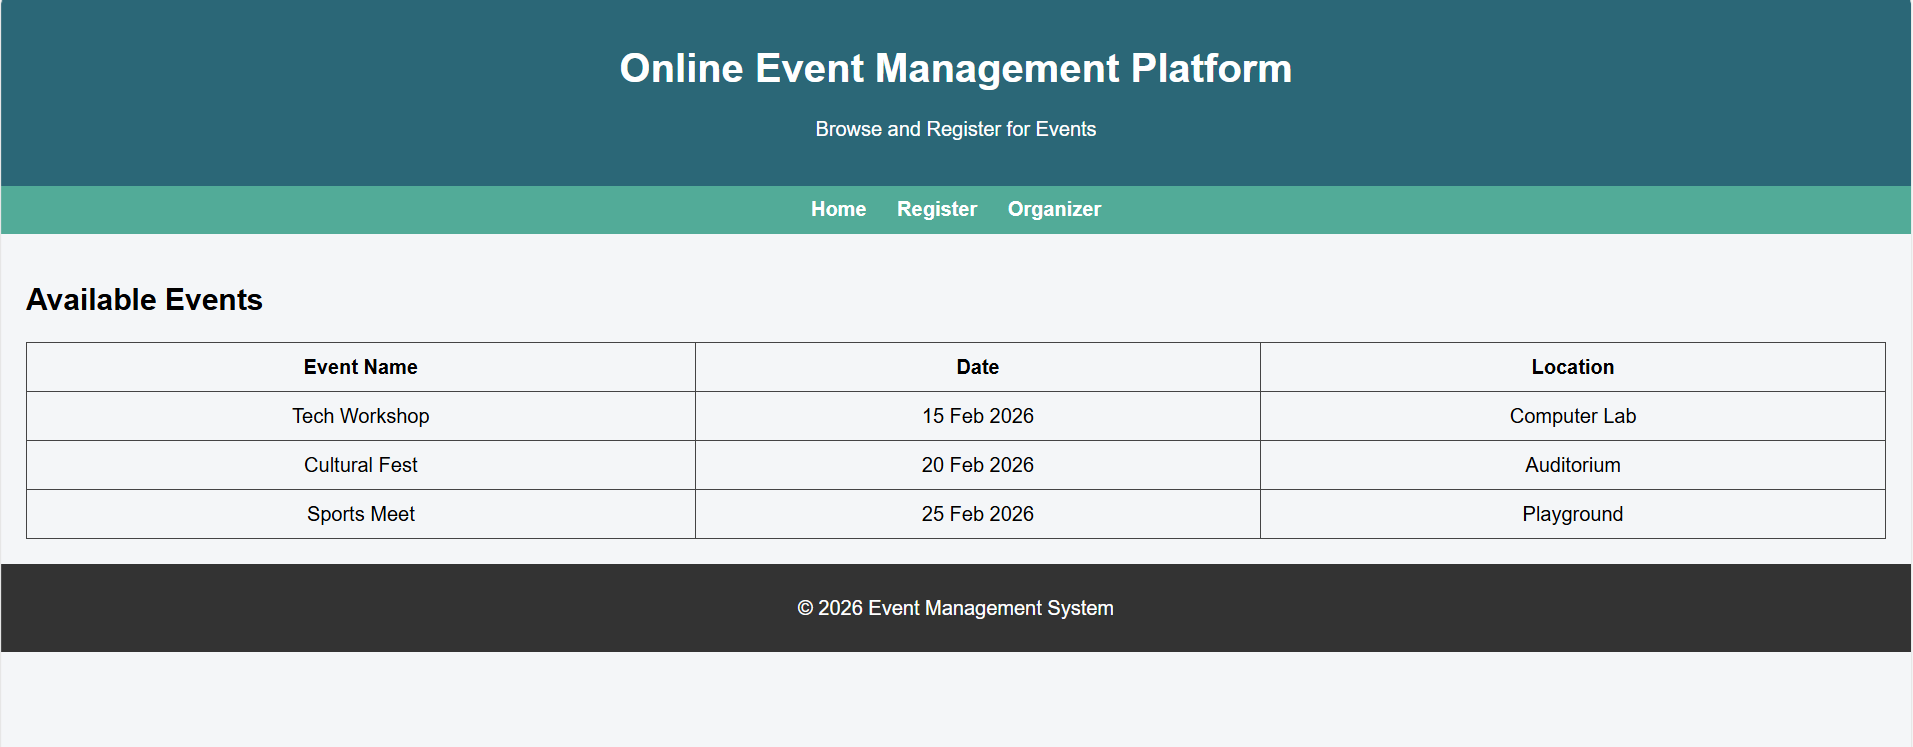 Online Event Management Platform
Browse and Register for Events
Home Register Organizer
Available Events
Event Name Date Location
Tech Workshop 15 Feb 2026 Computer Lab
Cultural Fest 20 Feb 2026 Auditorium
Sports Meet 25 Feb 2026 Playground
© 2026 Event Management System